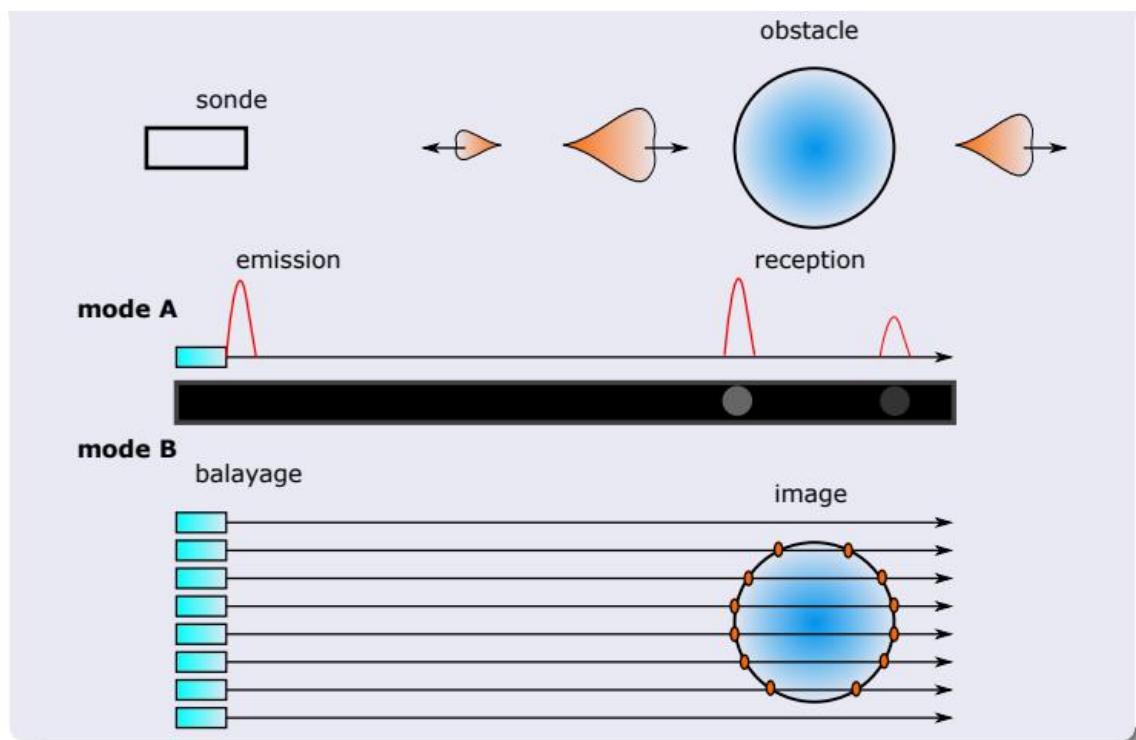 obstacle
sonde
emission
reception
mode A
mode B
balayage
image